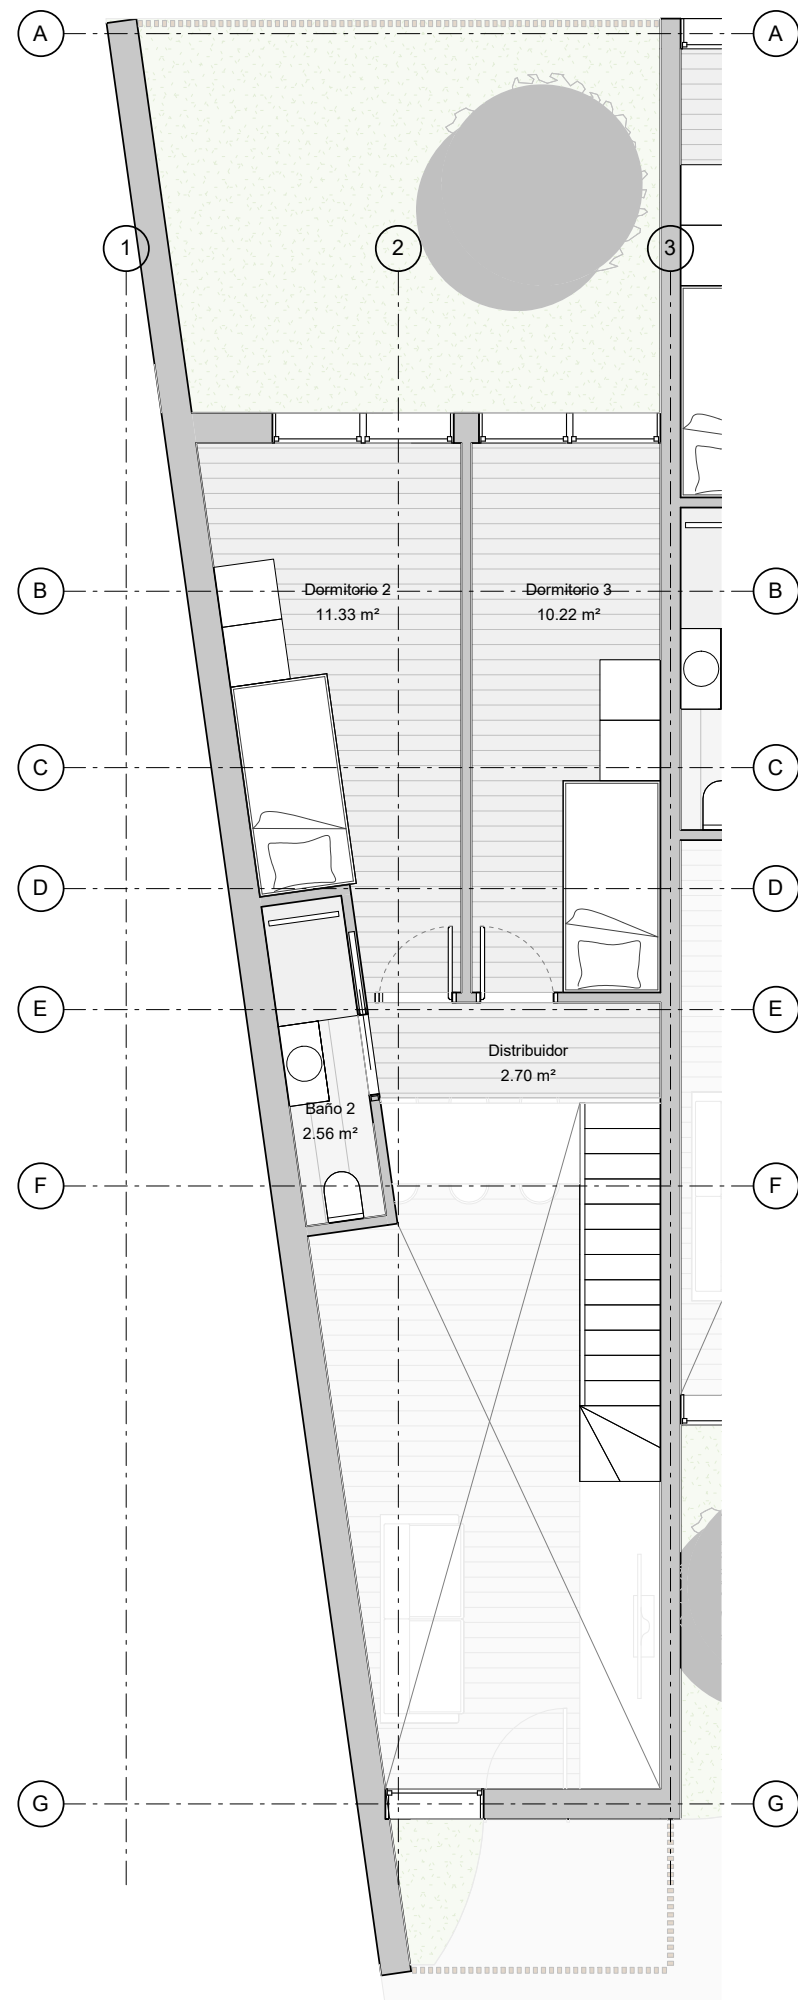 A A
1 2 3
B Dormitorio 2 Dormitorio 3 B
11.33 m² 10.22 m²
C C
D D
E E
Distribuidor
2.70 m²
Baño 2
2.56 m²
F F
G G